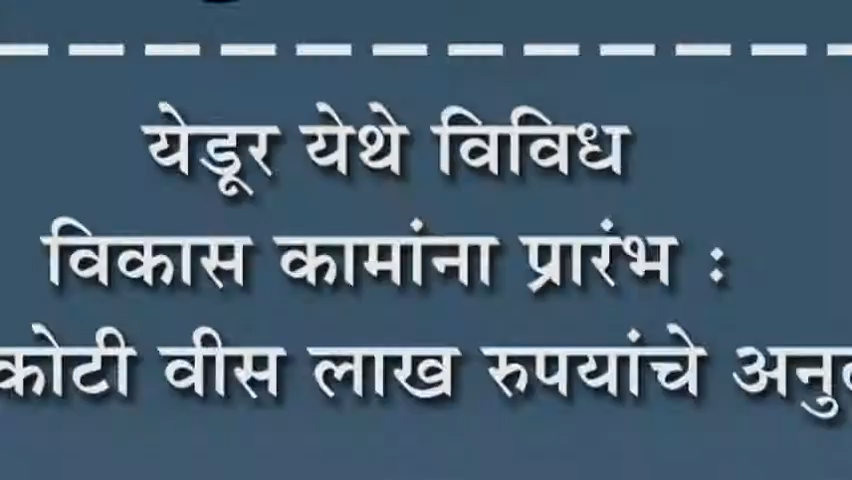 येडूर येथे विविध
विकास कामांना प्रारंभ :
कोटी वीस लाख रुपयांचे